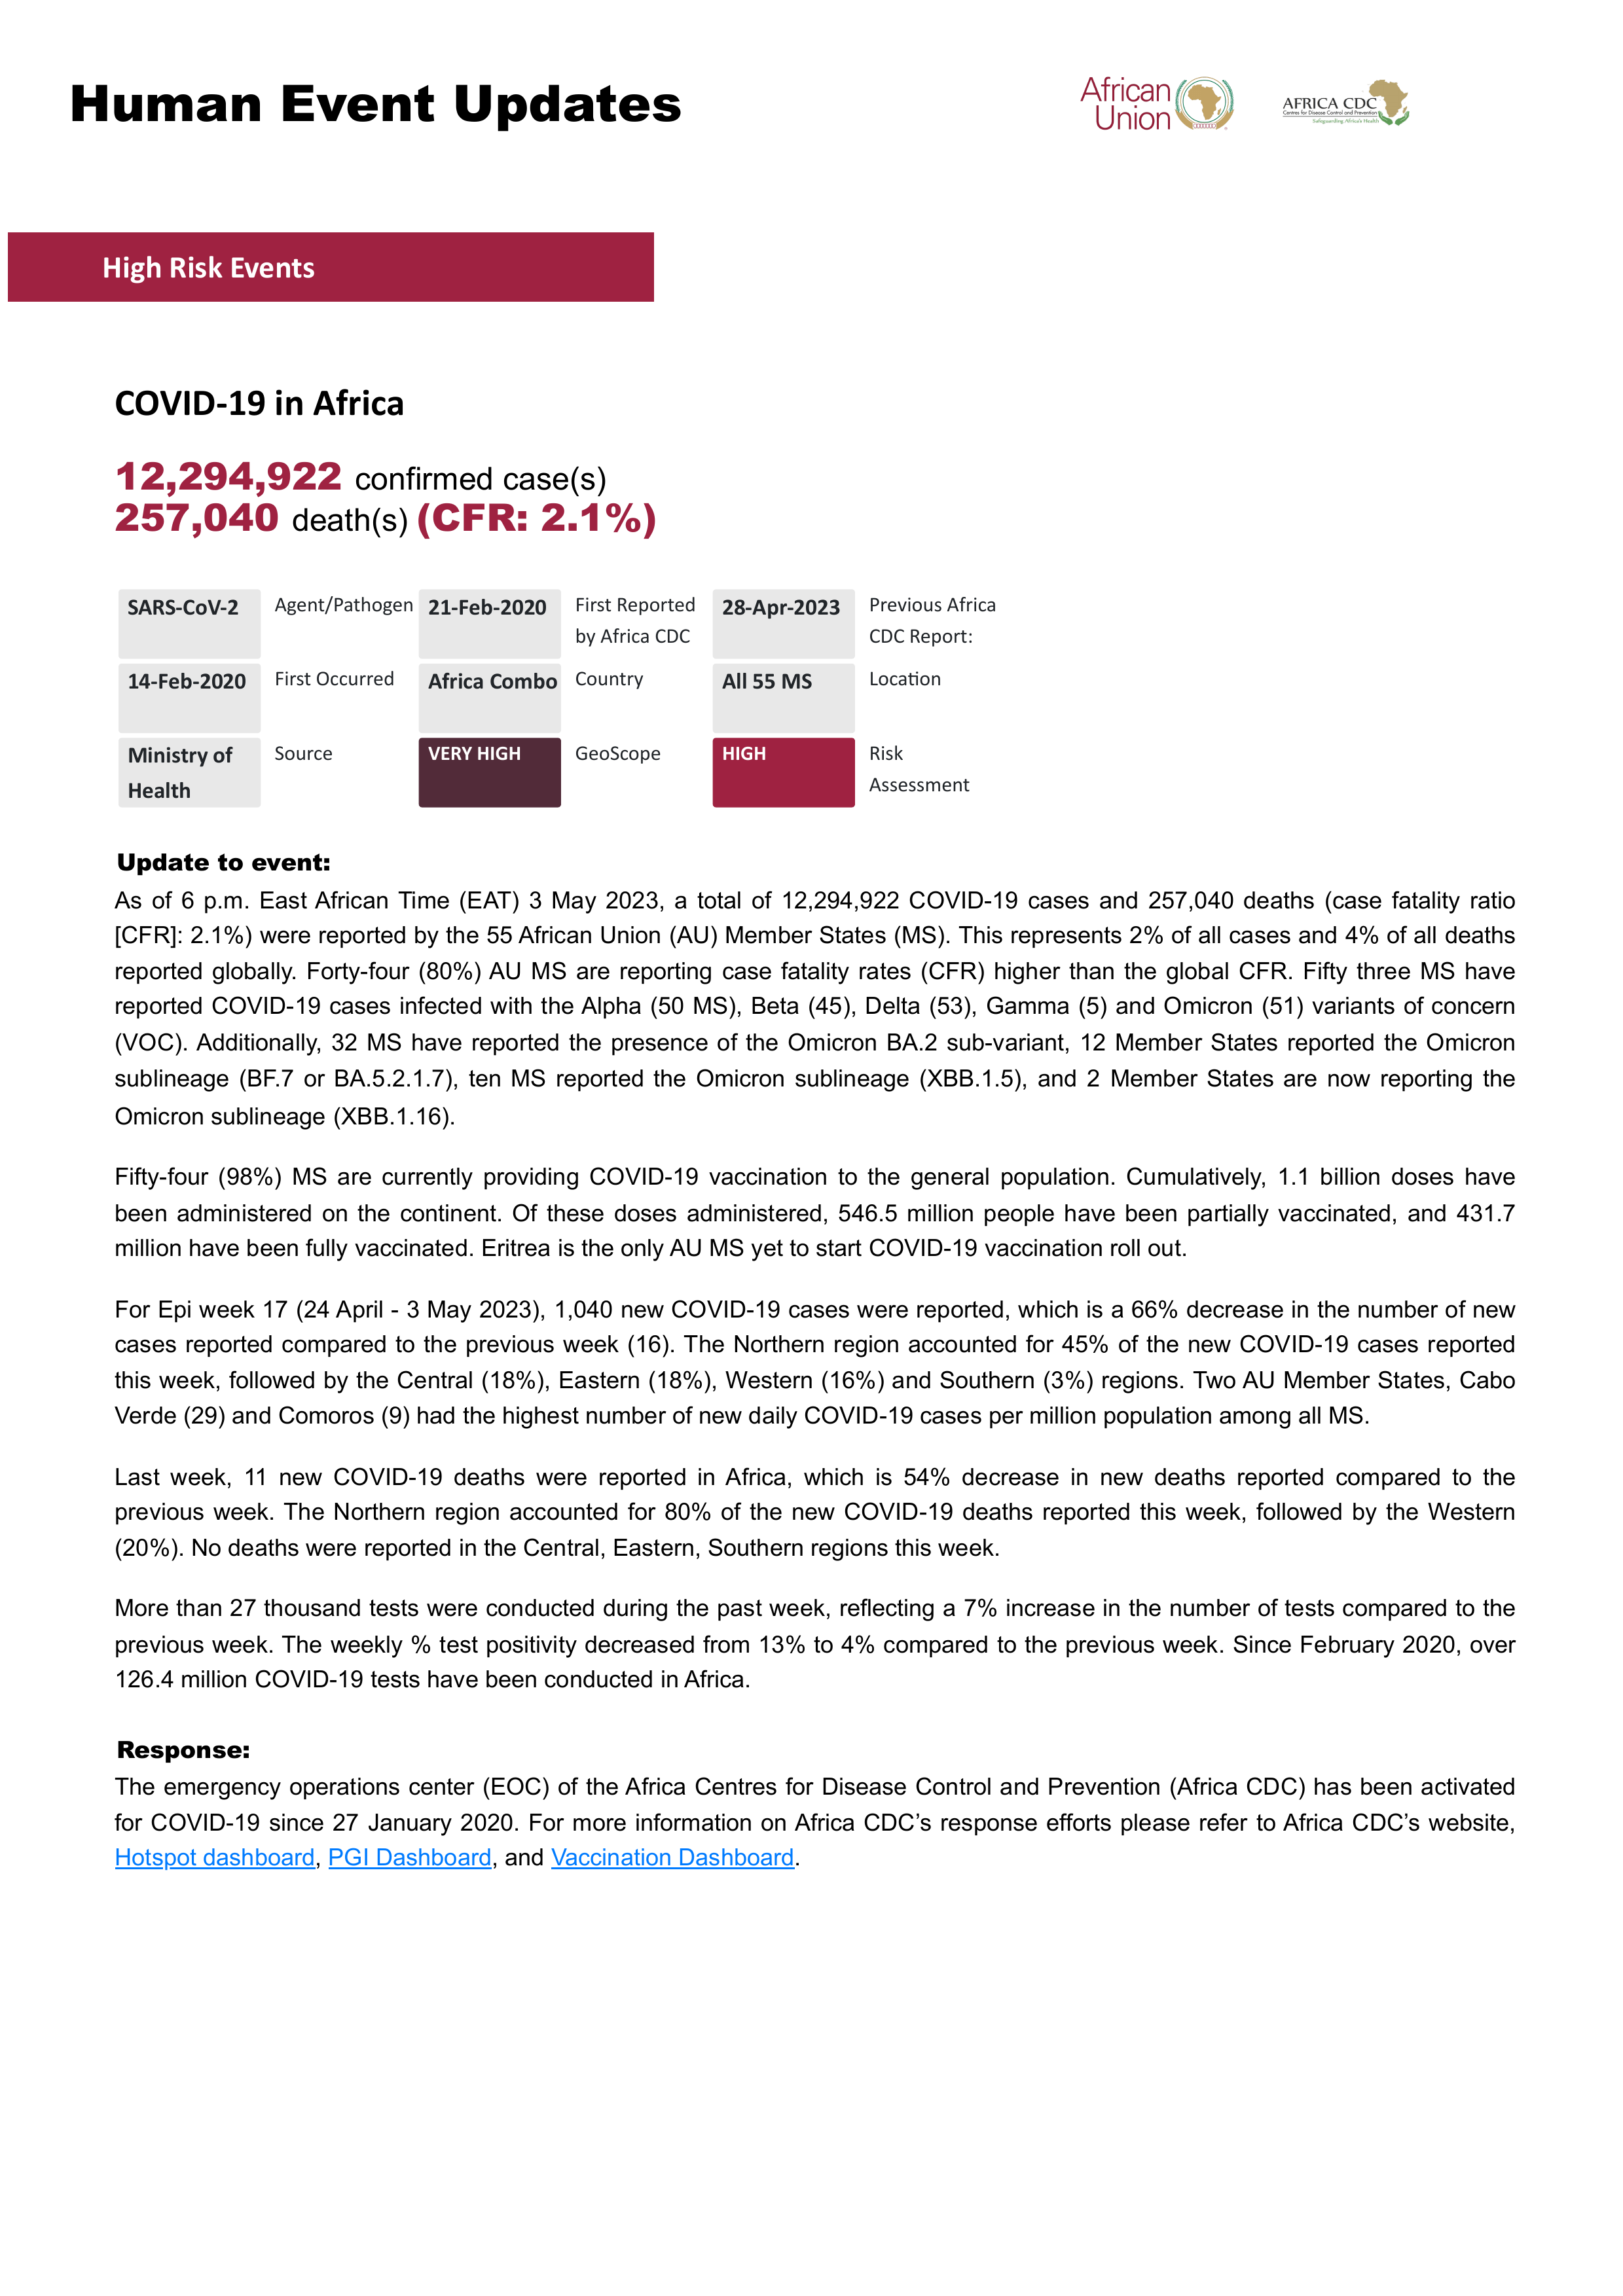 Human Event Updates
African
Union
AFRICA CDC
Centres for Disease Control and Prevention
Safeguarding Africa's Health
High Risk Events
COVID-19 in Africa
12,294,922 confirmed case(s)
257,040 death(s) (CFR: 2.1%)
SARS-CoV-2 Agent/Pathogen 21-Feb-2020 First Reported 28-Apr-2023 Previous Africa
by Africa CDC CDC Report:
14-Feb-2020 First Occurred Africa Combo Country All 55 MS Location
Ministry of Source VERY HIGH GeoScope HIGH Risk
Health Assessment
Update to event:
As of 6 p.m. East African Time (EAT) 3 May 2023, a total of 12,294,922 COVID-19 cases and 257,040 deaths (case fatality ratio
[CFR]: 2.1%) were reported by the 55 African Union (AU) Member States (MS). This represents 2% of all cases and 4% of all deaths
reported globally. Forty-four (80%) AU MS are reporting case fatality rates (CFR) higher than the global CFR. Fifty three MS have
reported COVID-19 cases infected with the Alpha (50 MS), Beta (45), Delta (53), Gamma (5) and Omicron (51) variants of concern
(VOC). Additionally, 32 MS have reported the presence of the Omicron BA.2 sub-variant, 12 Member States reported the Omicron
sublineage (BF.7 or BA.5.2.1.7), ten MS reported the Omicron sublineage (XBB.1.5), and 2 Member States are now reporting the
Omicron sublineage (XBB.1.16).
Fifty-four (98%) MS are currently providing COVID-19 vaccination to the general population. Cumulatively, 1.1 billion doses have
been administered on the continent. Of these doses administered, 546.5 million people have been partially vaccinated, and 431.7
million have been fully vaccinated. Eritrea is the only AU MS yet to start COVID-19 vaccination roll out.
For Epi week 17 (24 April - 3 May 2023), 1,040 new COVID-19 cases were reported, which is a 66% decrease in the number of new
cases reported compared to the previous week (16). The Northern region accounted for 45% of the new COVID-19 cases reported
this week, followed by the Central (18%), Eastern (18%), Western (16%) and Southern (3%) regions. Two AU Member States, Cabo
Verde (29) and Comoros (9) had the highest number of new daily COVID-19 cases per million population among all MS.
Last week, 11 new COVID-19 deaths were reported in Africa, which is 54% decrease in new deaths reported compared to the
previous week. The Northern region accounted for 80% of the new COVID-19 deaths reported this week, followed by the Western
(20%). No deaths were reported in the Central, Eastern, Southern regions this week.
More than 27 thousand tests were conducted during the past week, reflecting a 7% increase in the number of tests compared to the
previous week. The weekly % test positivity decreased from 13% to 4% compared to the previous week. Since February 2020, over
126.4 million COVID-19 tests have been conducted in Africa.
Response:
The emergency operations center (EOC) of the Africa Centres for Disease Control and Prevention (Africa CDC) has been activated
for COVID-19 since 27 January 2020. For more information on Africa CDC’s response efforts please refer to Africa CDC’s website,
Hotspot dashboard, PGI Dashboard, and Vaccination Dashboard.